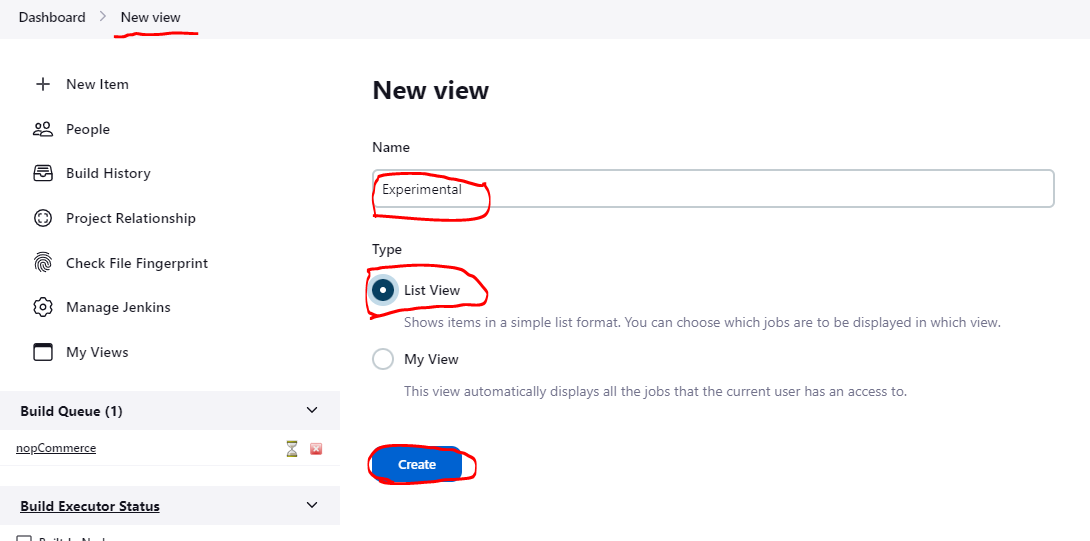 Dashboard > New view
New Item
People
Build History
Project Relationship
Check File Fingerprint
Manage Jenkins
My Views
Build Queue (1)
nopCommerce
Build Executor Status
New view
Name
Experimental
Type
List View
Shows items in a simple list format. You can choose which jobs are to be displayed in which view.
My View
This view automatically displays all the jobs that the current user has an access to.
Create